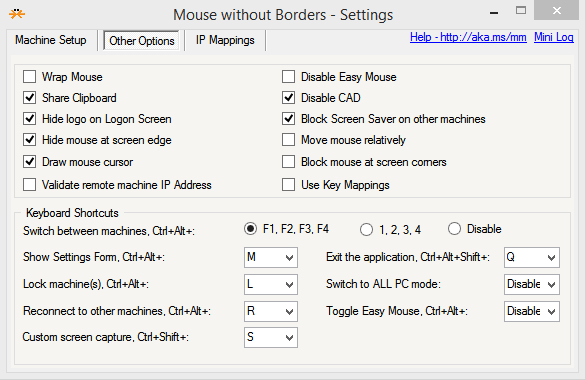 Mouse without Borders - Settings
Machine Setup Other Options IP Mappings Help - http://aka.ms/mm Mini Log
Wrap Mouse Disable Easy Mouse
Share Clipboard Disable CAD
Hide logo on Logon Screen Block Screen Saver on other machines
Hide mouse at screen edge Move mouse relatively
Draw mouse cursor Block mouse at screen corners
Validate remote machine IP Address Use Key Mappings
Keyboard Shortcuts
Switch between machines, Ctrl+Alt+: F1, F2, F3, F4 1, 2, 3, 4 Disable
Show Settings Form, Ctrl+Alt+: M Exit the application, Ctrl+Alt+Shift+: Q
Lock machine(s), Ctrl+Alt+: L Switch to ALL PC mode: Disable
Reconnect to other machines, Ctrl+Alt+: R Toggle Easy Mouse, Ctrl+Alt+: Disable
Custom screen capture, Ctrl+Shift+: S